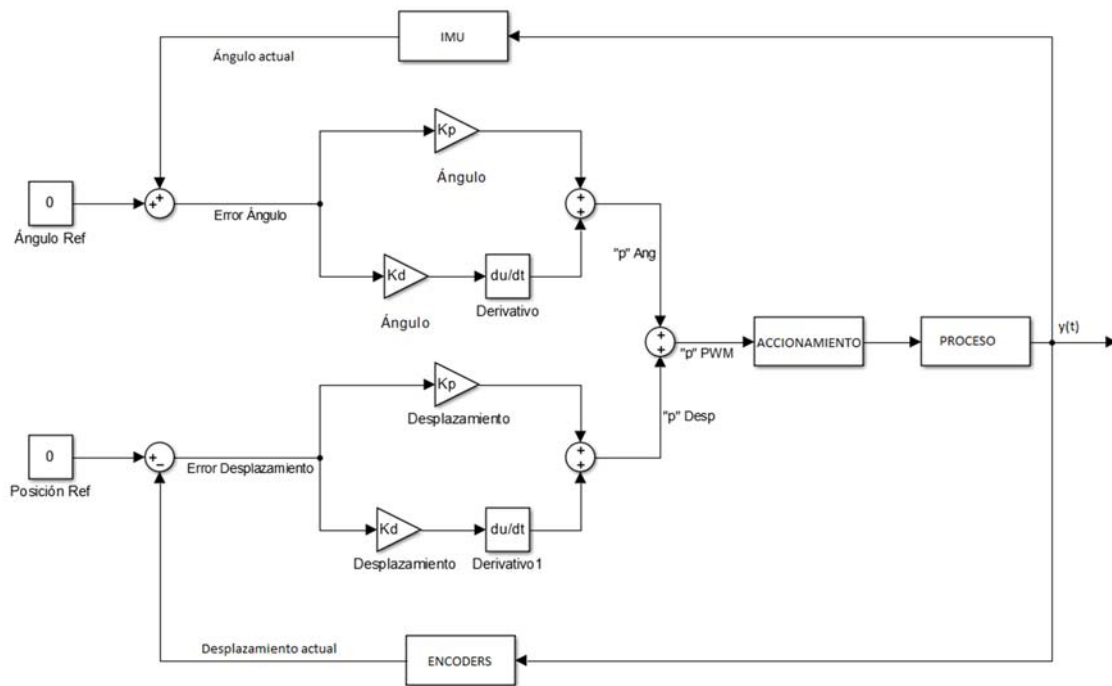 IMU
Ángulo actual
Kp
Ángulo
0
Ángulo Ref
+
+
Error Ángulo
+
+
"p" Ang
Kd
Ángulo
du/dt
Derivativo
+
+
"p" PWM
ACCIONAMIENTO
PROCESO
y(t)
Kp
Desplazamiento
"p" Desp
0
Posición Ref
+
−
Error Desplazamiento
+
+
Kd
Desplazamiento
du/dt
Derivativo1
Desplazamiento actual
ENCODERS